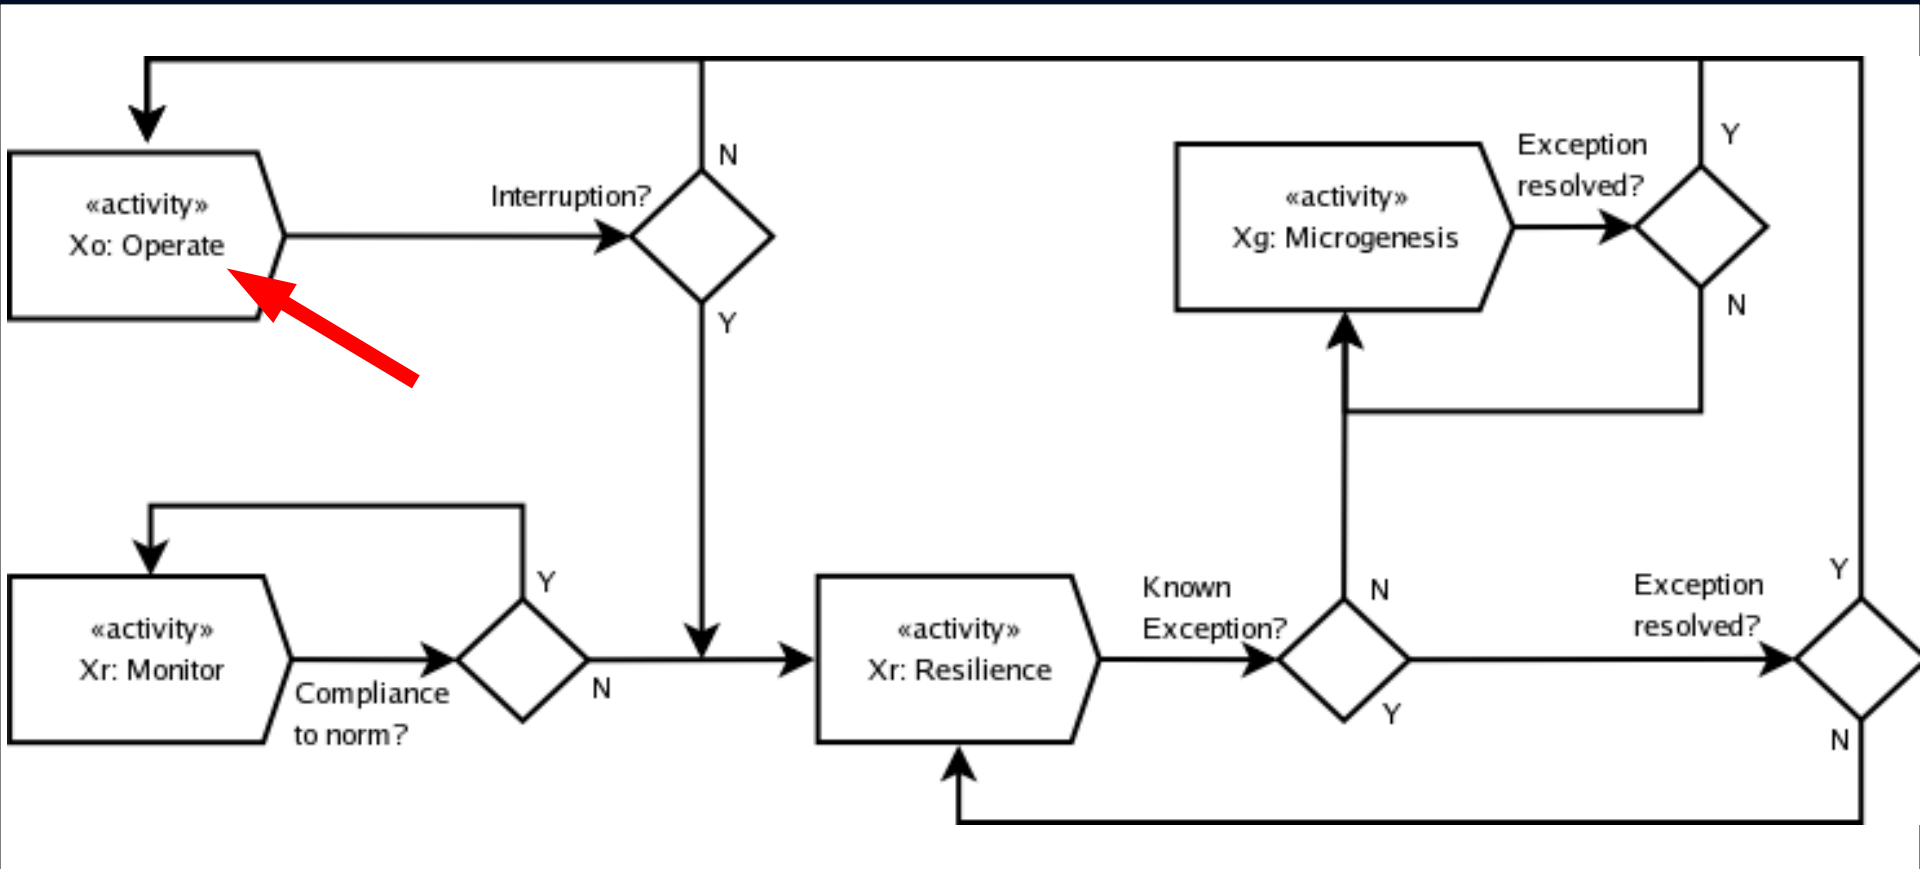 «activity»
Xo: Operate
Interruption?
N
Y
«activity»
Xg: Microgenesis
Exception
resolved?
Y
N
«activity»
Xr: Monitor
Compliance
to norm?
Y
N
«activity»
Xr: Resilience
Known
Exception?
N
Y
Exception
resolved?
Y
N